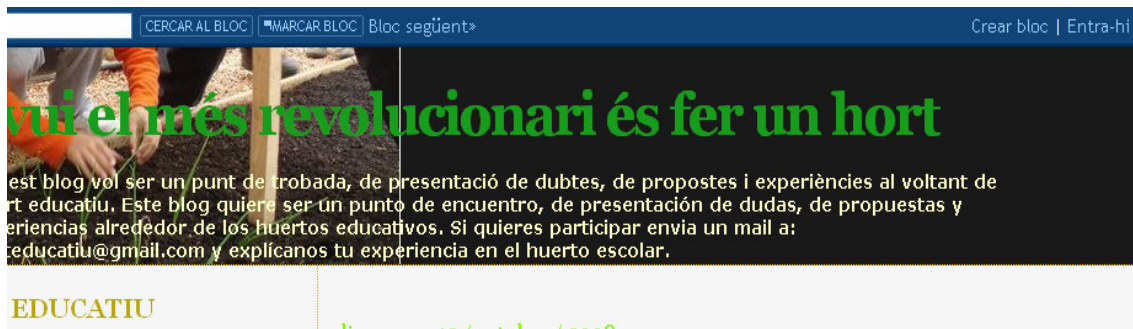 CERCAR AL BLOC MARCAR BLOC Bloc següent» Crear bloc | Entra-hi
vui el més revolucionari és fer un hort
est blog vol ser un punt de trobada, de presentació de dubtes, de propostes i experiències al voltant de
rt educatiu. Este blog quiere ser un punto de encuentro, de presentación de dudas, de propuestas y
eriencias alrededor de los huertos educativos. Si quieres participar envia un mail a:
teducatiu@gmail.com y explícanos tu experiencia en el huerto escolar.
EDUCATIU